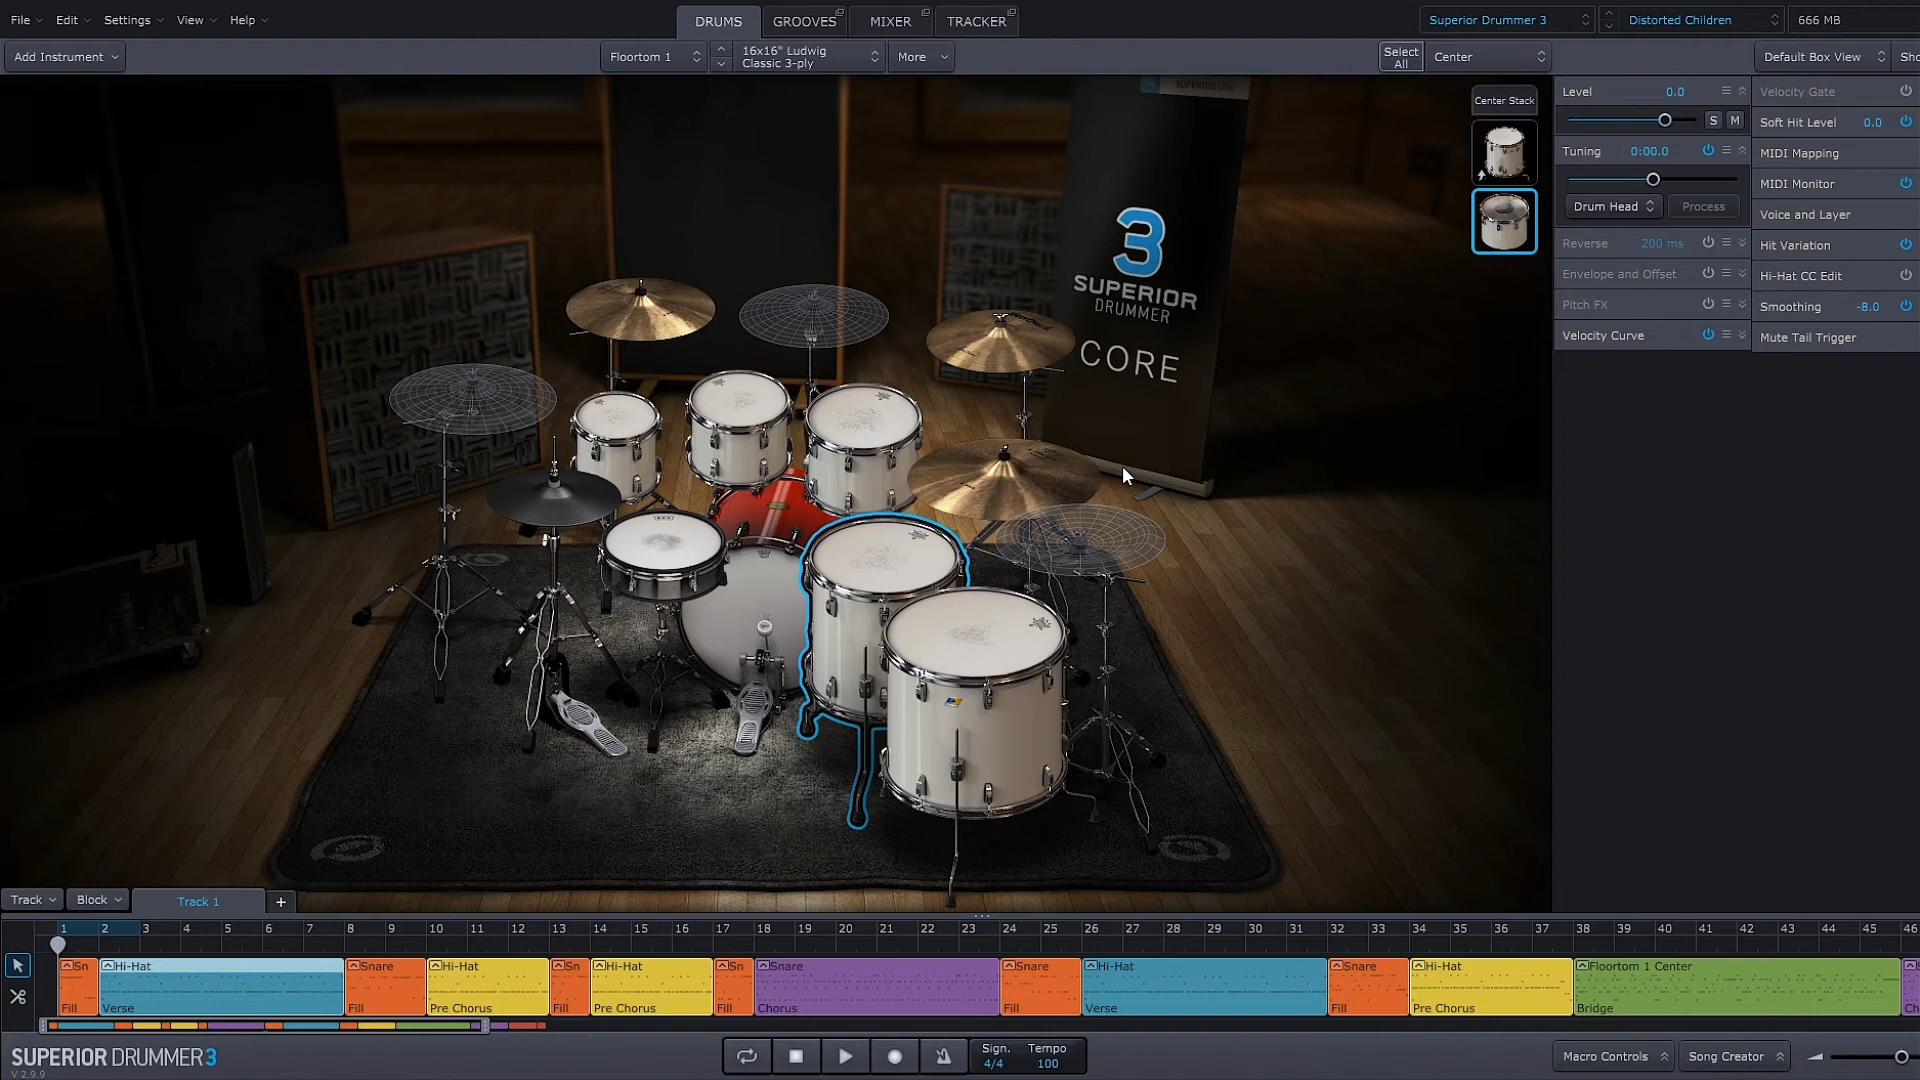 File Edit Settings View Help
DRUMS GROOVES MIXER TRACKER
Superior Drummer 3 Distorted Children 666 MB
Add Instrument
Floortom 1
16x16" Ludwig
Classic 3-ply
More
Select
All
Center
Default Box View
Sho
SUPERIOR LINE
3
SUPERIOR
DRUMMER
CORE
Center Stack
Level 0.0
S M
Tuning 0:00.0
Drum Head Process
Reverse 200 ms
Envelope and Offset
Pitch FX
Velocity Curve
Velocity Gate
Soft Hit Level 0.0
MIDI Mapping
MIDI Monitor
Voice and Layer
Hit Variation
Hi-Hat CC Edit
Smoothing -8.0
Mute Tail Trigger
Track Block Track 1 +
1 2 3 4 5 6 7 8 9 10 11 12 13 14 15 16 17 18 19 20 21 22 23 24 25 26 27 28 29 30 31 32 33 34 35 36 37 38 39 40 41 42 43 44 45 46
Sn Hi-Hat Snare Hi-Hat Sn Hi-Hat Sn Snare Snare Hi-Hat Snare Hi-Hat Floortom 1 Center S
Fill Verse Fill Pre Chorus Fill Pre Chorus Fill Chorus Fill Verse Fill Pre Chorus Bridge Ch
SUPERIOR DRUMMER 3
V 2.9.9
Sign. Tempo
4/4 100
Macro Controls Song Creator